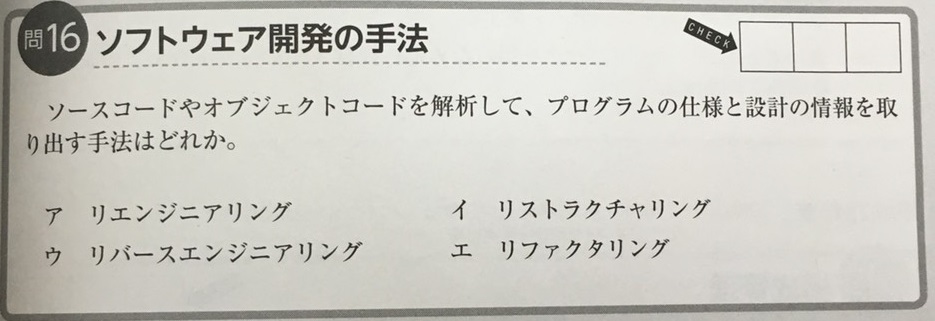 問16 ソフトウェア開発の手法
CHECK
ソースコードやオブジェクトコードを解析して、プログラムの仕様と設計の情報を取
り出す手法はどれか。
ア リエンジニアリング イ リストラクチャリング
ウ リバースエンジニアリング エ リファクタリング